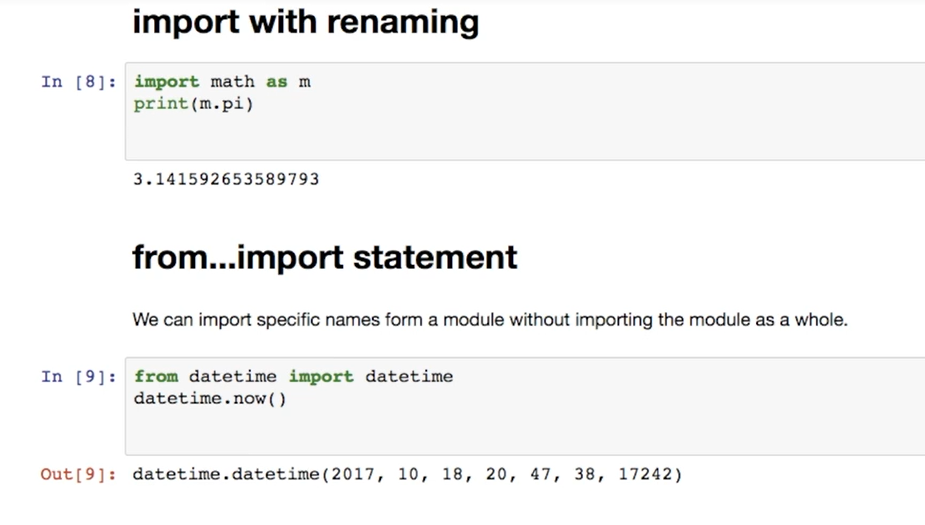 import with renaming
In [8]: import math as m
print(m.pi)
3.141592653589793
from...import statement
We can import specific names form a module without importing the module as a whole.
In [9]: from datetime import datetime
datetime.now()
Out[9]: datetime.datetime(2017, 10, 18, 20, 47, 38, 17242)